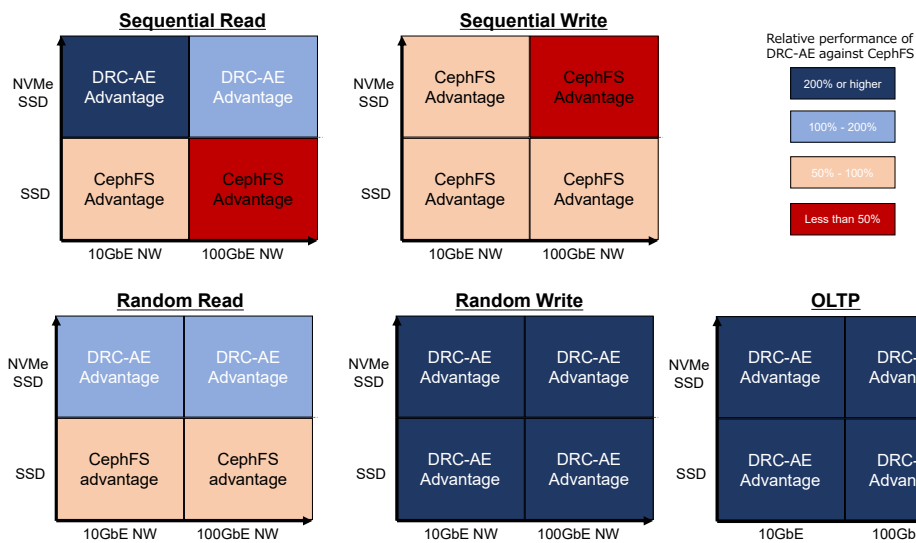 Sequential Read
NVMe
SSD
DRC-AE
Advantage
DRC-AE
Advantage
SSD
CephFS
Advantage
CephFS
Advantage
10GbE NW
100GbE NW
Sequential Write
NVMe
SSD
CephFS
Advantage
CephFS
Advantage
SSD
CephFS
Advantage
CephFS
Advantage
10GbE NW
100GbE NW
Relative performance of
DRC-AE against CephFS
200% or higher
100% - 200%
50% - 100%
Less than 50%
Random Read
NVMe
SSD
DRC-AE
Advantage
DRC-AE
Advantage
SSD
CephFS
advantage
CephFS
advantage
10GbE NW
100GbE NW
Random Write
NVMe
SSD
DRC-AE
Advantage
DRC-AE
Advantage
SSD
DRC-AE
Advantage
DRC-AE
Advantage
10GbE NW
100GbE NW
OLTP
NVMe
SSD
DRC-AE
Advantage
SSD
DRC-AE
Advantage
10GbE